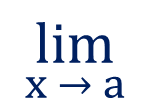 lim
x → a